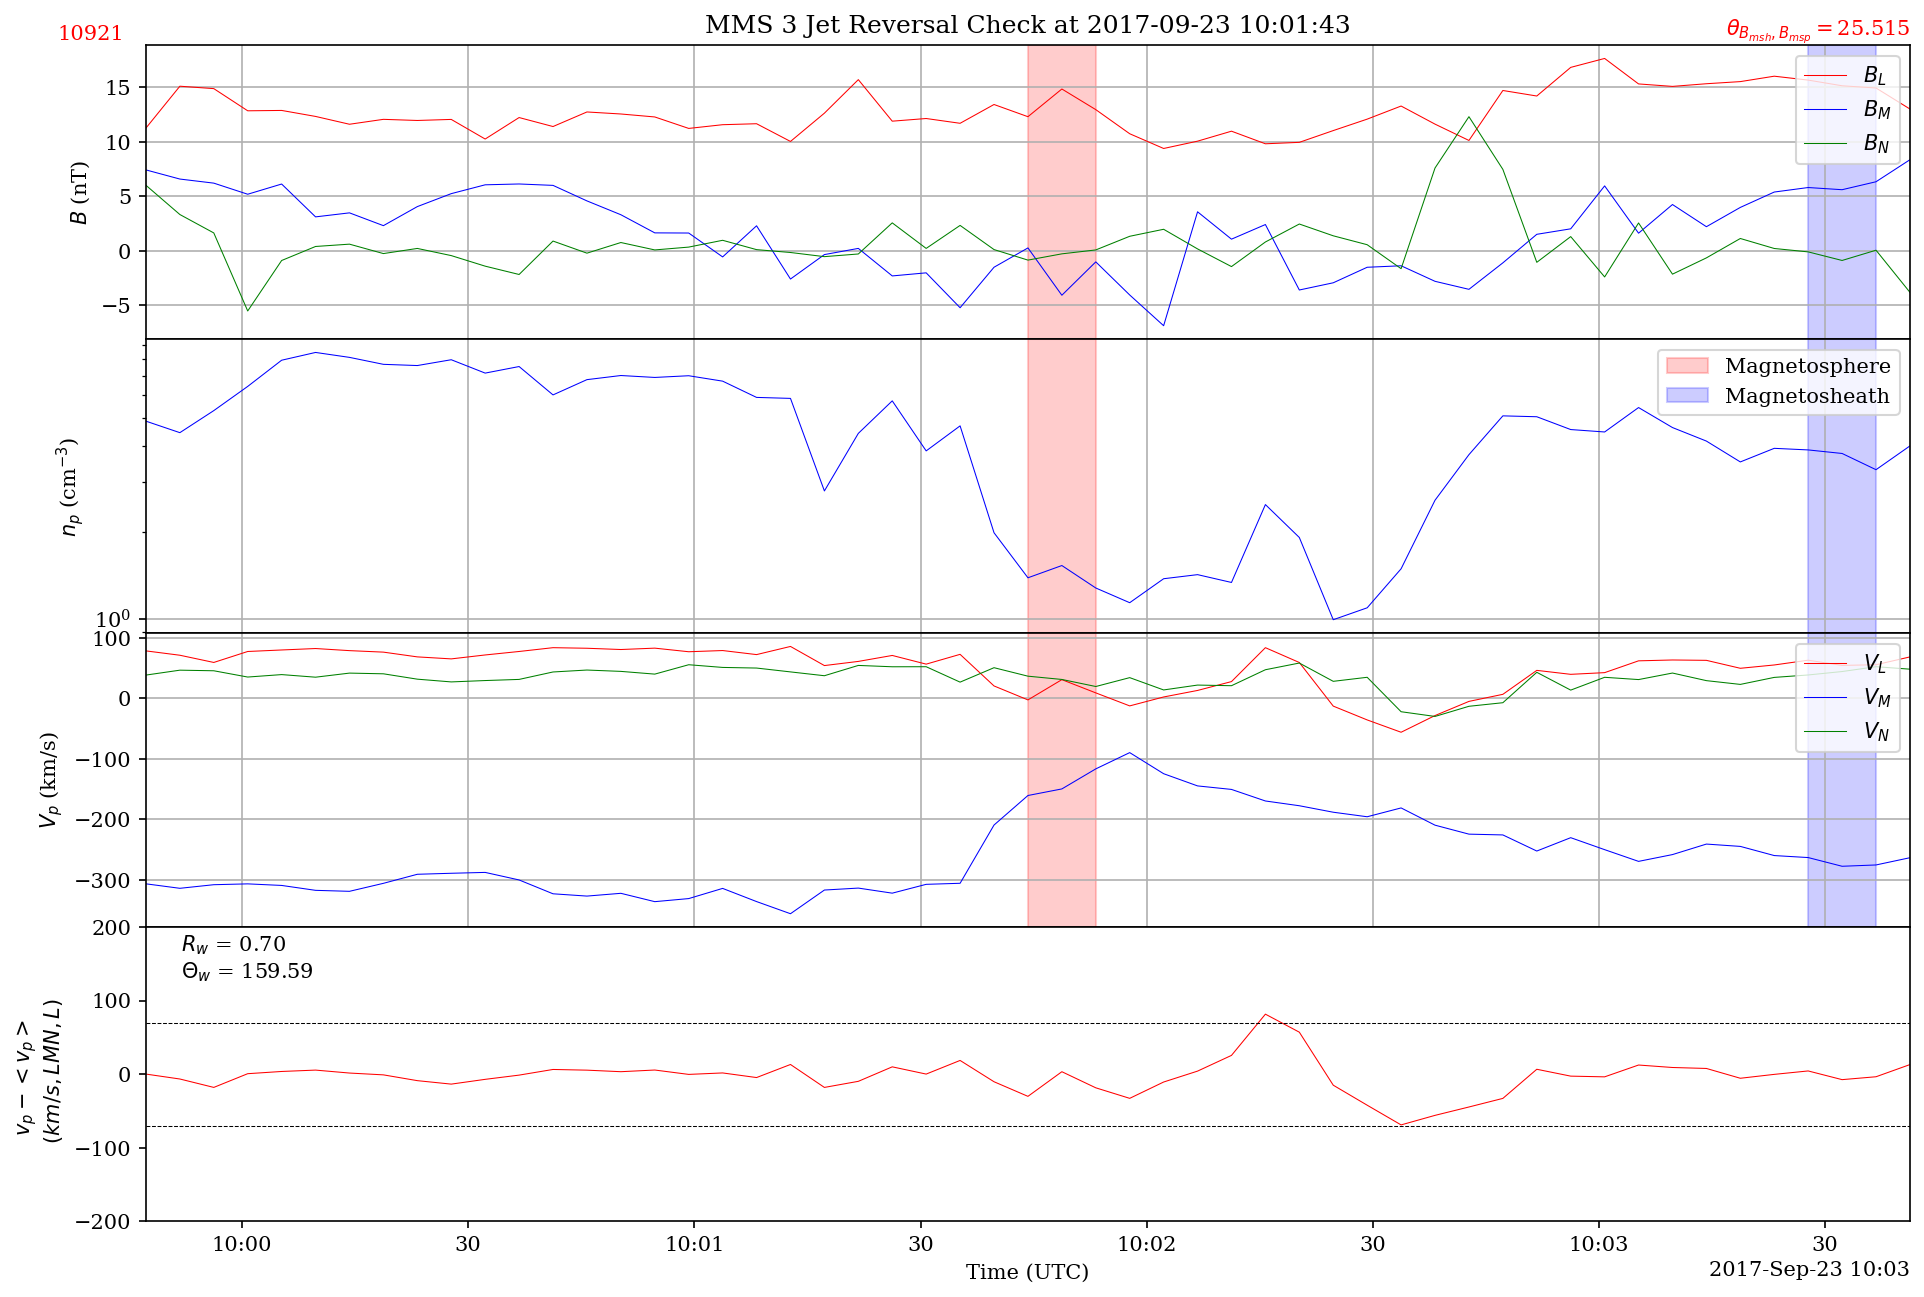 10921
MMS 3 Jet Reversal Check at 2017-09-23 10:01:43
θ_{B_{msh}, B_{msp}} = 25.515
15
10
5
0
−5
B (nT)
B_L
B_M
B_N
10^0
n_p (cm^{−3})
Magnetosphere
Magnetosheath
100
0
−100
−200
−300
V_p (km/s)
V_L
V_M
V_N
200
100
0
−100
−200
v_p − < v_p >
(km/s, LMN, L)
R_w = 0.70
Θ_w = 159.59
10:00
30
10:01
30
10:02
30
10:03
30
Time (UTC)
2017-Sep-23 10:03